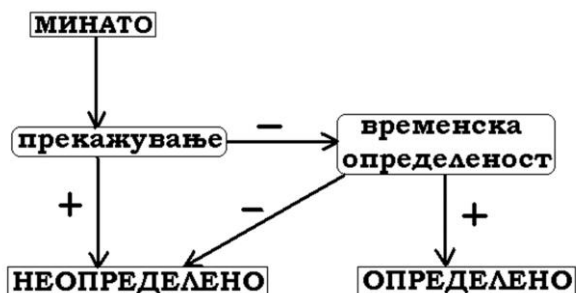 МИНАТО
прекажување
−
временска
определеност
+
−
+
НЕОПРЕДЕЛЕНО
ОПРЕДЕЛЕНО